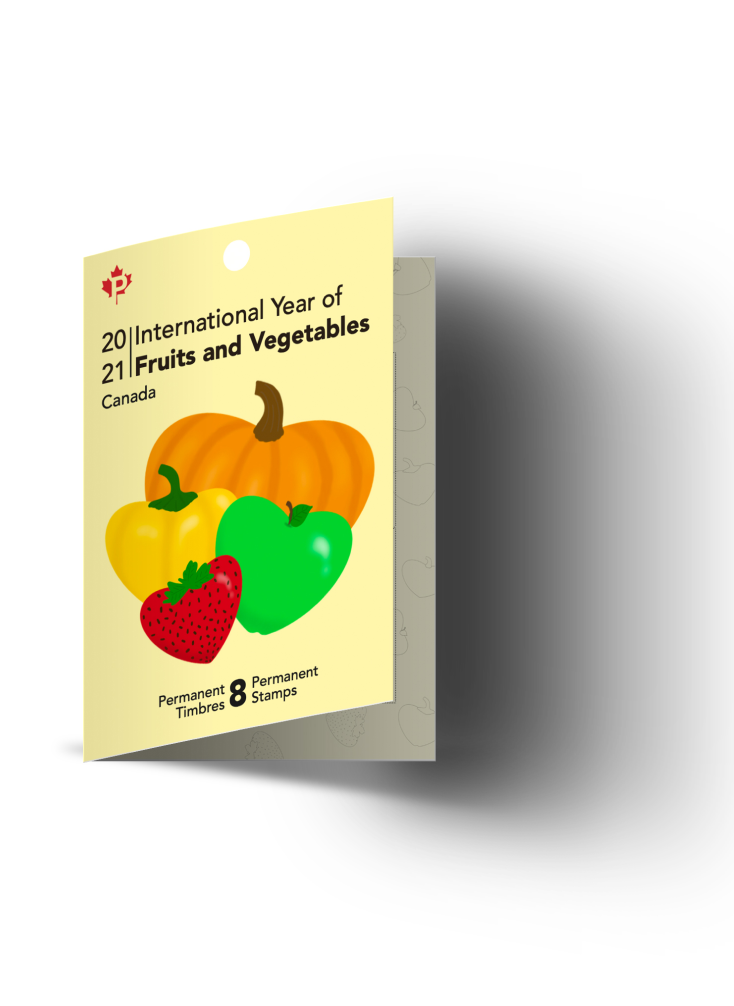 P
20 International Year of
21 Fruits and Vegetables
Canada
Permanent 8 Permanent
Timbres Stamps